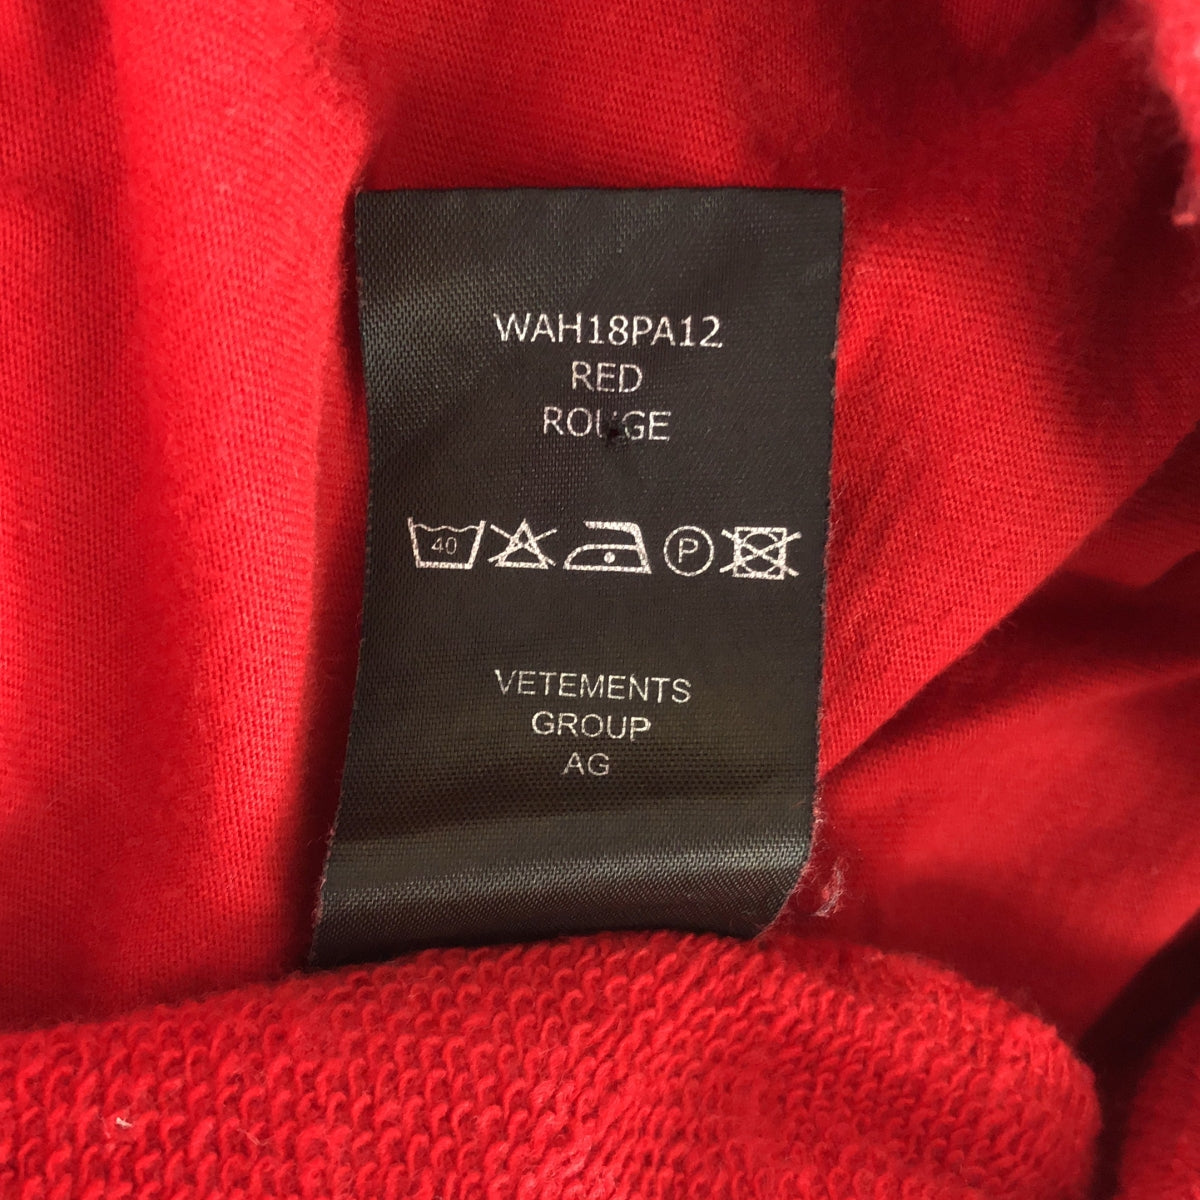 WAH18PA12
RED
ROUGE
40
P
VETEMENTS
GROUP
AG